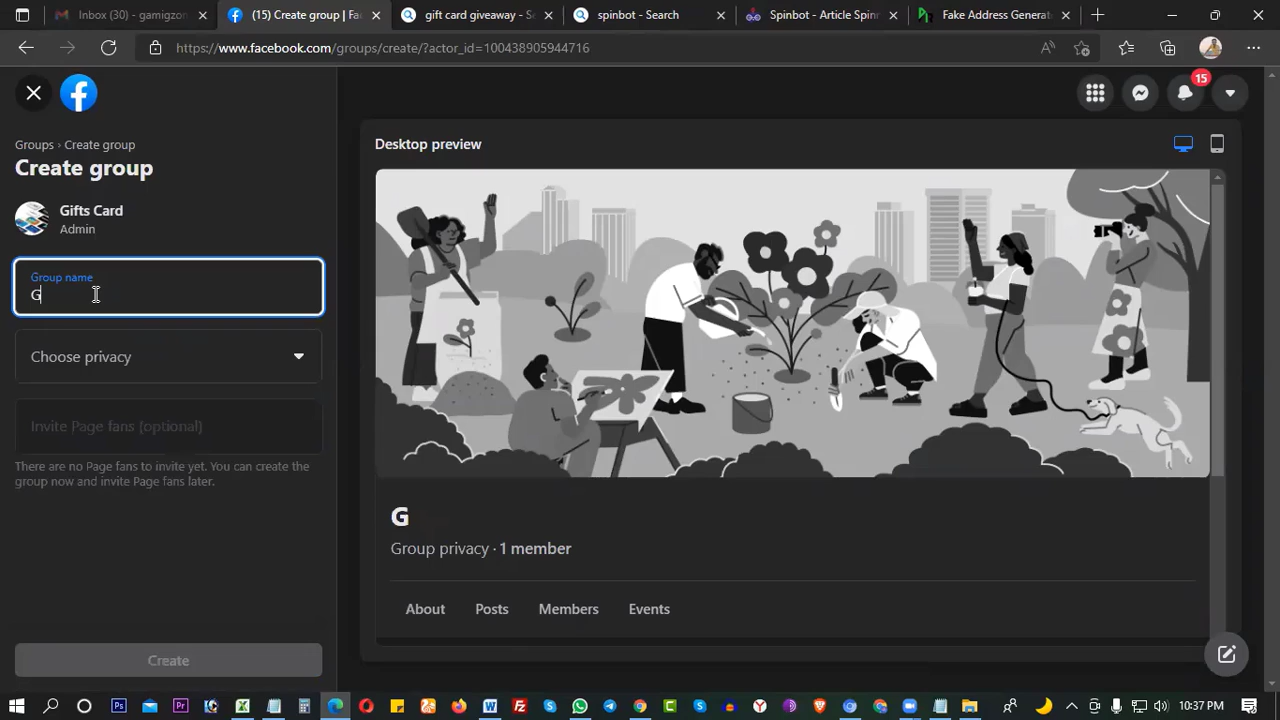 Inbox (30) - gamigzon
(15) Create group | Fa
gift card giveaway - Se
spinbot - Search
Spinbot - Article Spinn
Fake Address Generat
https://www.facebook.com/groups/create/?actor_id=100438905944716
15
Groups › Create group
Create group
Gifts Card
Admin
Group name
G
Choose privacy
Invite Page fans (optional)
There are no Page fans to invite yet. You can create the
group now and invite Page fans later.
Create
Desktop preview
G
Group privacy · 1 member
About Posts Members Events
10:37 PM